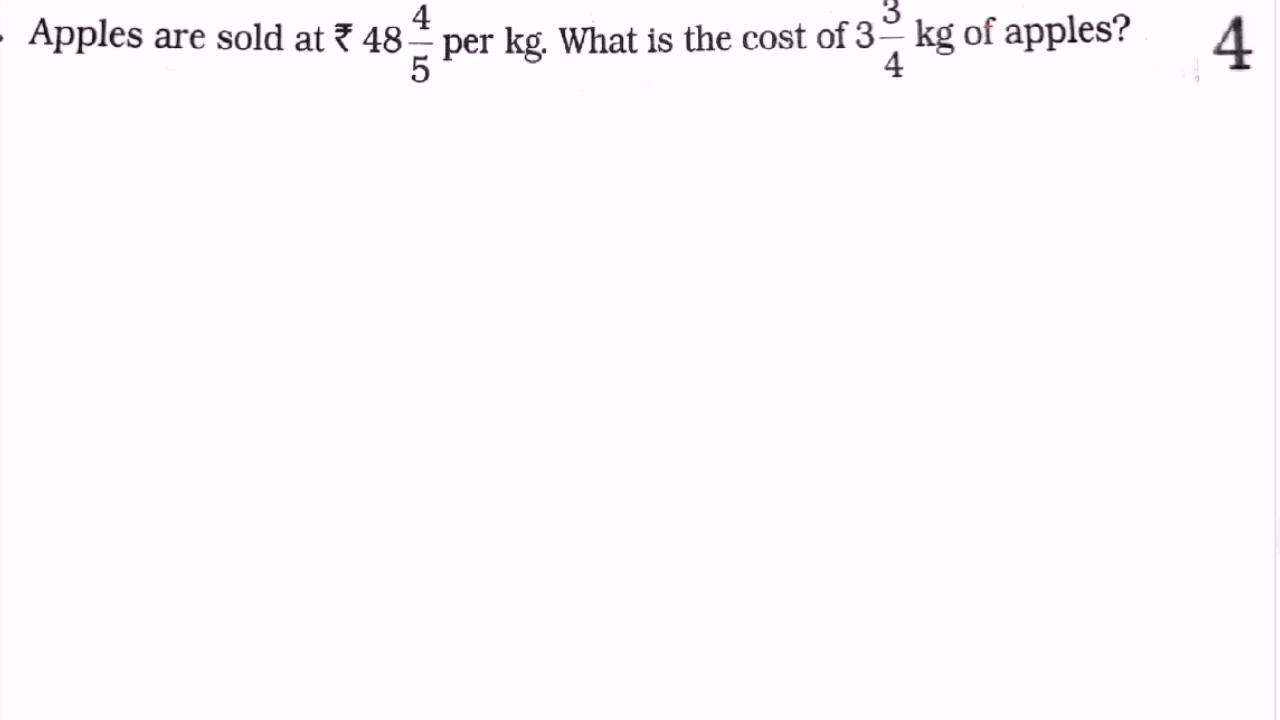 Apples are sold at ₹ 48 4/5 per kg. What is the cost of 3 3/4 kg of apples? 4